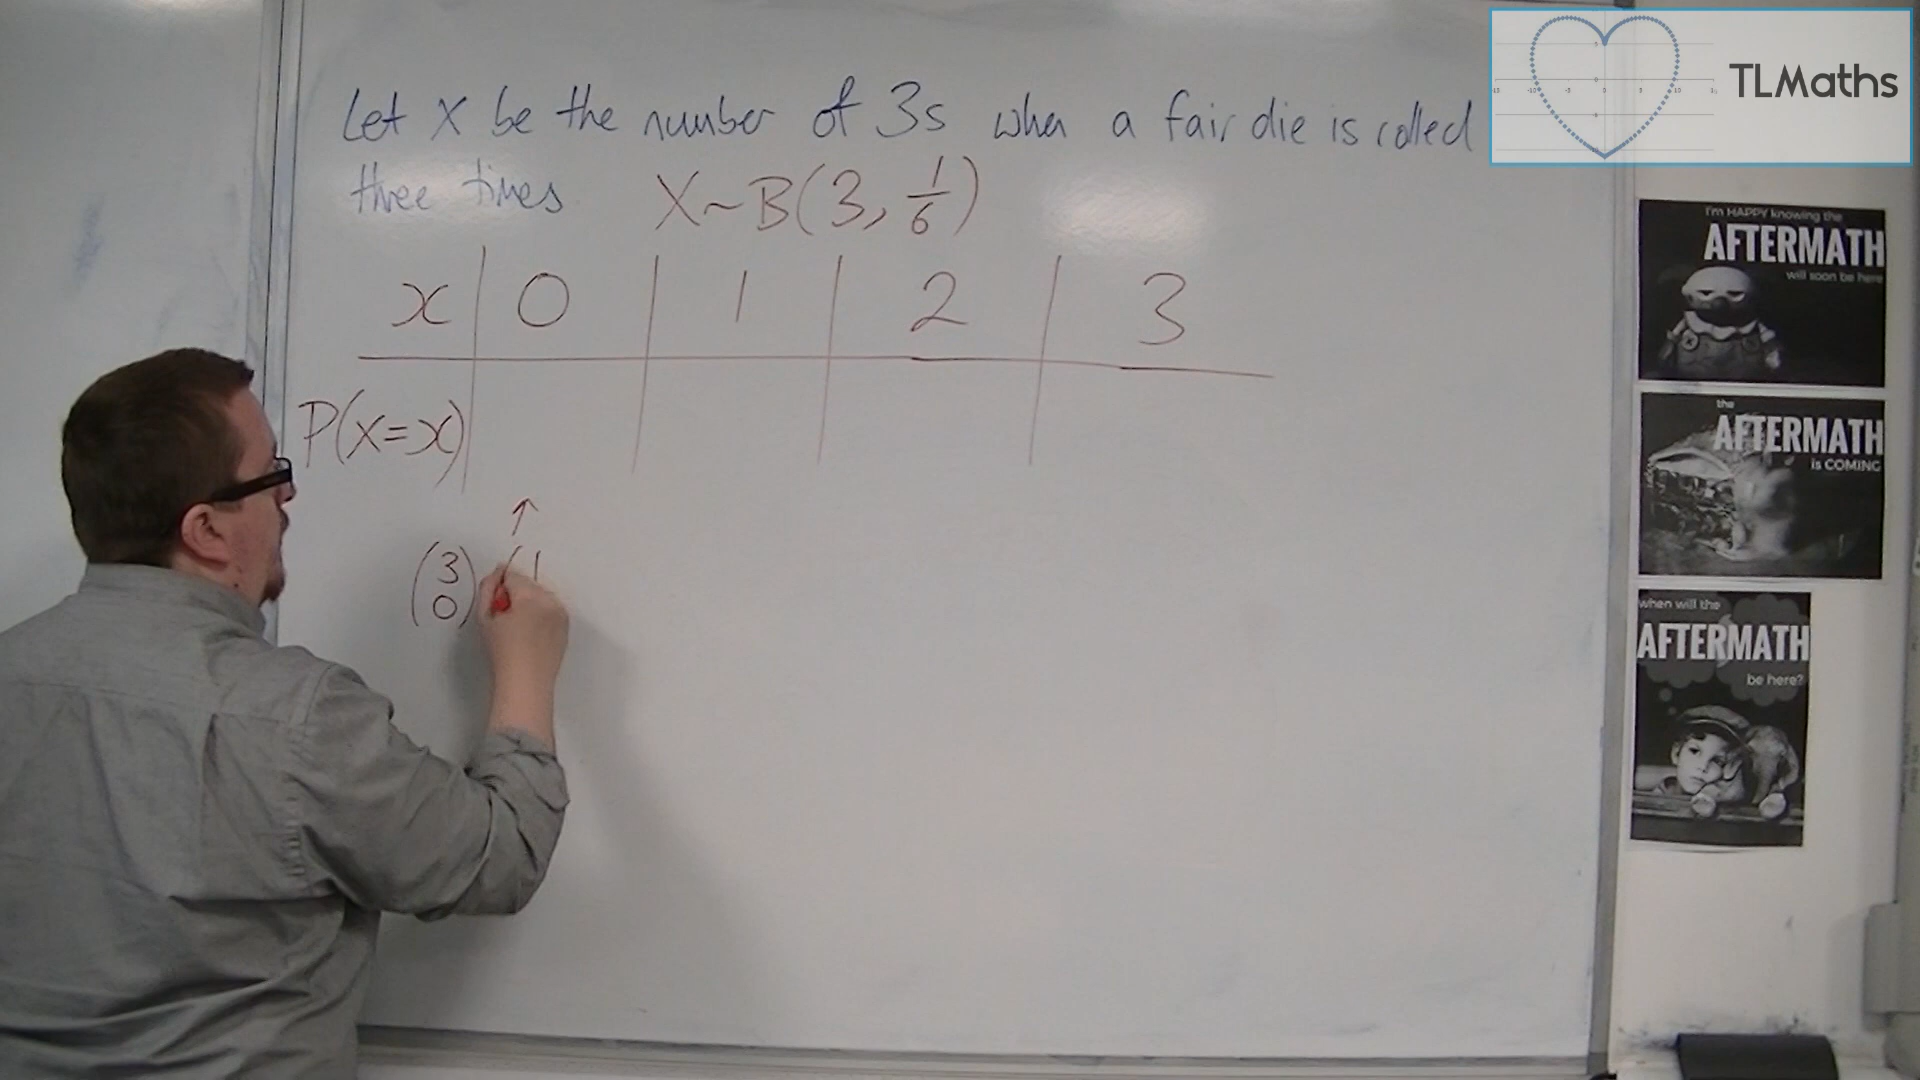 Let X be the number of 3s when a fair die is rolled
three times X~B(3, 1/6)
x 0 1 2 3
P(X=x)
↑
(3 0) (1
TLMaths
I'm HAPPY knowing the
AFTERMATH
will soon be here
the
AFTERMATH
is COMING
when will the
AFTERMATH
be here?